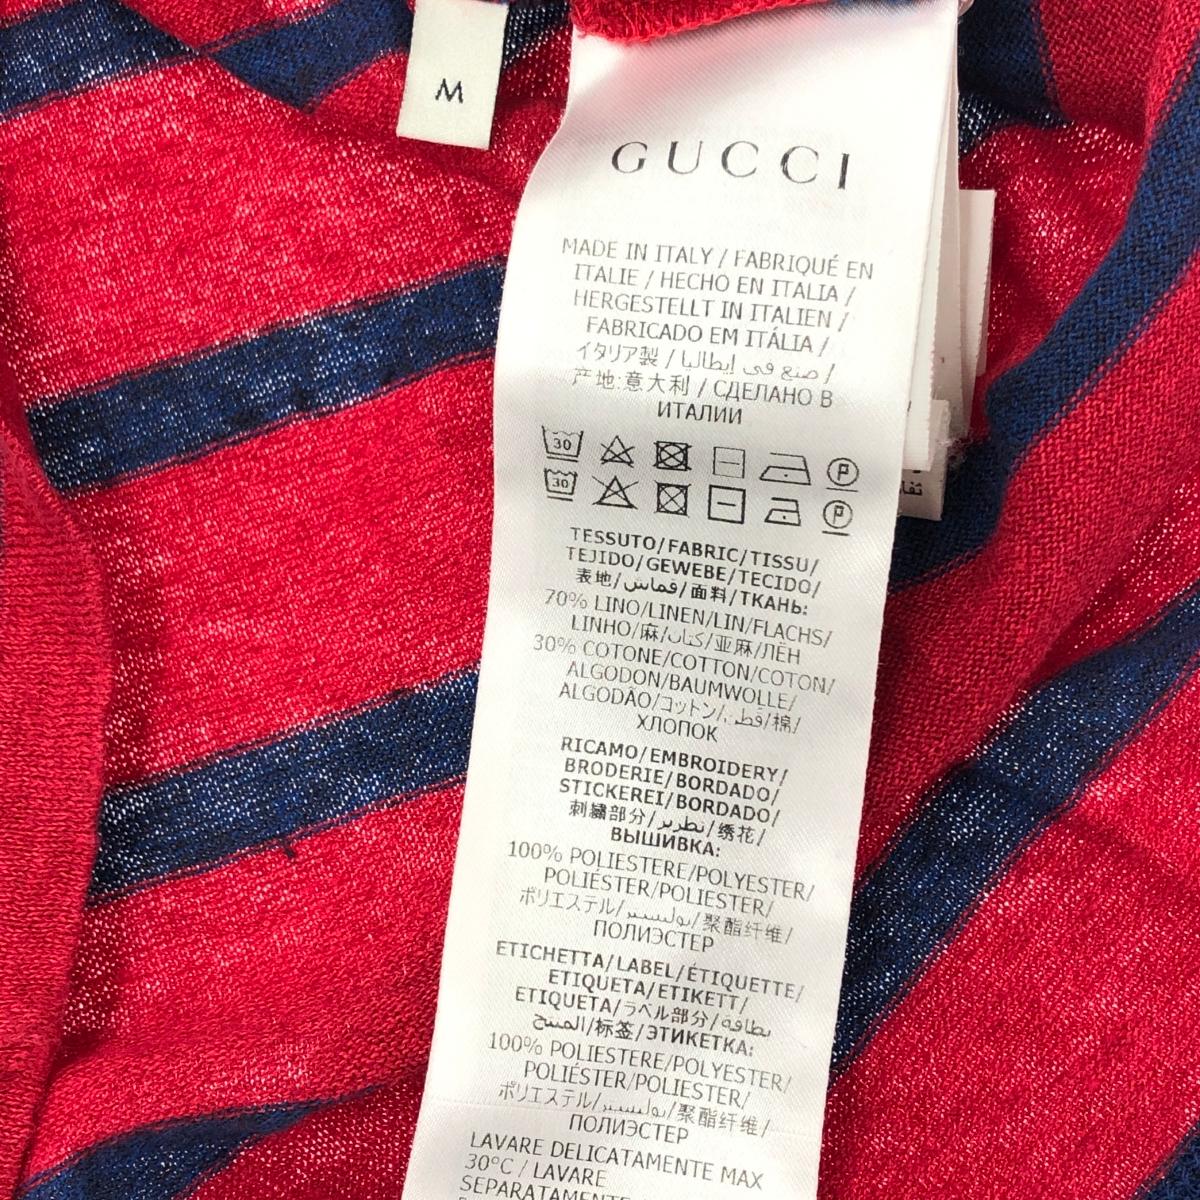 M
GUCCI
MADE IN ITALY / FABRIQUÉ EN
ITALIE / HECHO EN ITALIA /
HERGESTELLT IN ITALIEN /
FABRICADO EM ITÁLIA /
イタリア製 / صنع في إيطاليا /
产地:意大利 / СДЕЛАНО В
ИТАЛИИ
30 P
30 P
TESSUTO/FABRIC/TISSU/
TEJIDO/GEWEBE/TECIDO/
表地/قماش/面料/ТКАНЬ:
70% LINO/LINEN/LIN/FLACHS/
LINHO/麻/كتان/亚麻/ЛЁН
30% COTONE/COTTON/COTON/
ALGODON/BAUMWOLLE/
ALGODÃO/コットン/قطن/棉/
ХЛОПОК
RICAMO/EMBROIDERY/
BRODERIE/BORDADO/
STICKEREI/BORDADO/
刺繍部分/تطريز/绣花/
ВЫШИВКА:
100% POLIESTERE/POLYESTER/
POLIÉSTER/POLIESTER/
ポリエステル/بوليستر/聚酯纤维/
ПОЛИЭСТЕР
ETICHETTA/LABEL/ÉTIQUETTE/
ETIQUETA/ETIKETT/
ETIQUETA/ラベル部分/بطاقة
المنتج/标签/ЭТИКЕТКА:
100% POLIESTERE/POLYESTER/
POLIÉSTER/POLIESTER/
ポリエステル/بوليستر/聚酯纤维/
ПОЛИЭСТЕР
LAVARE DELICATAMENTE MAX
30°C / LAVARE
SEPARATAMENTE